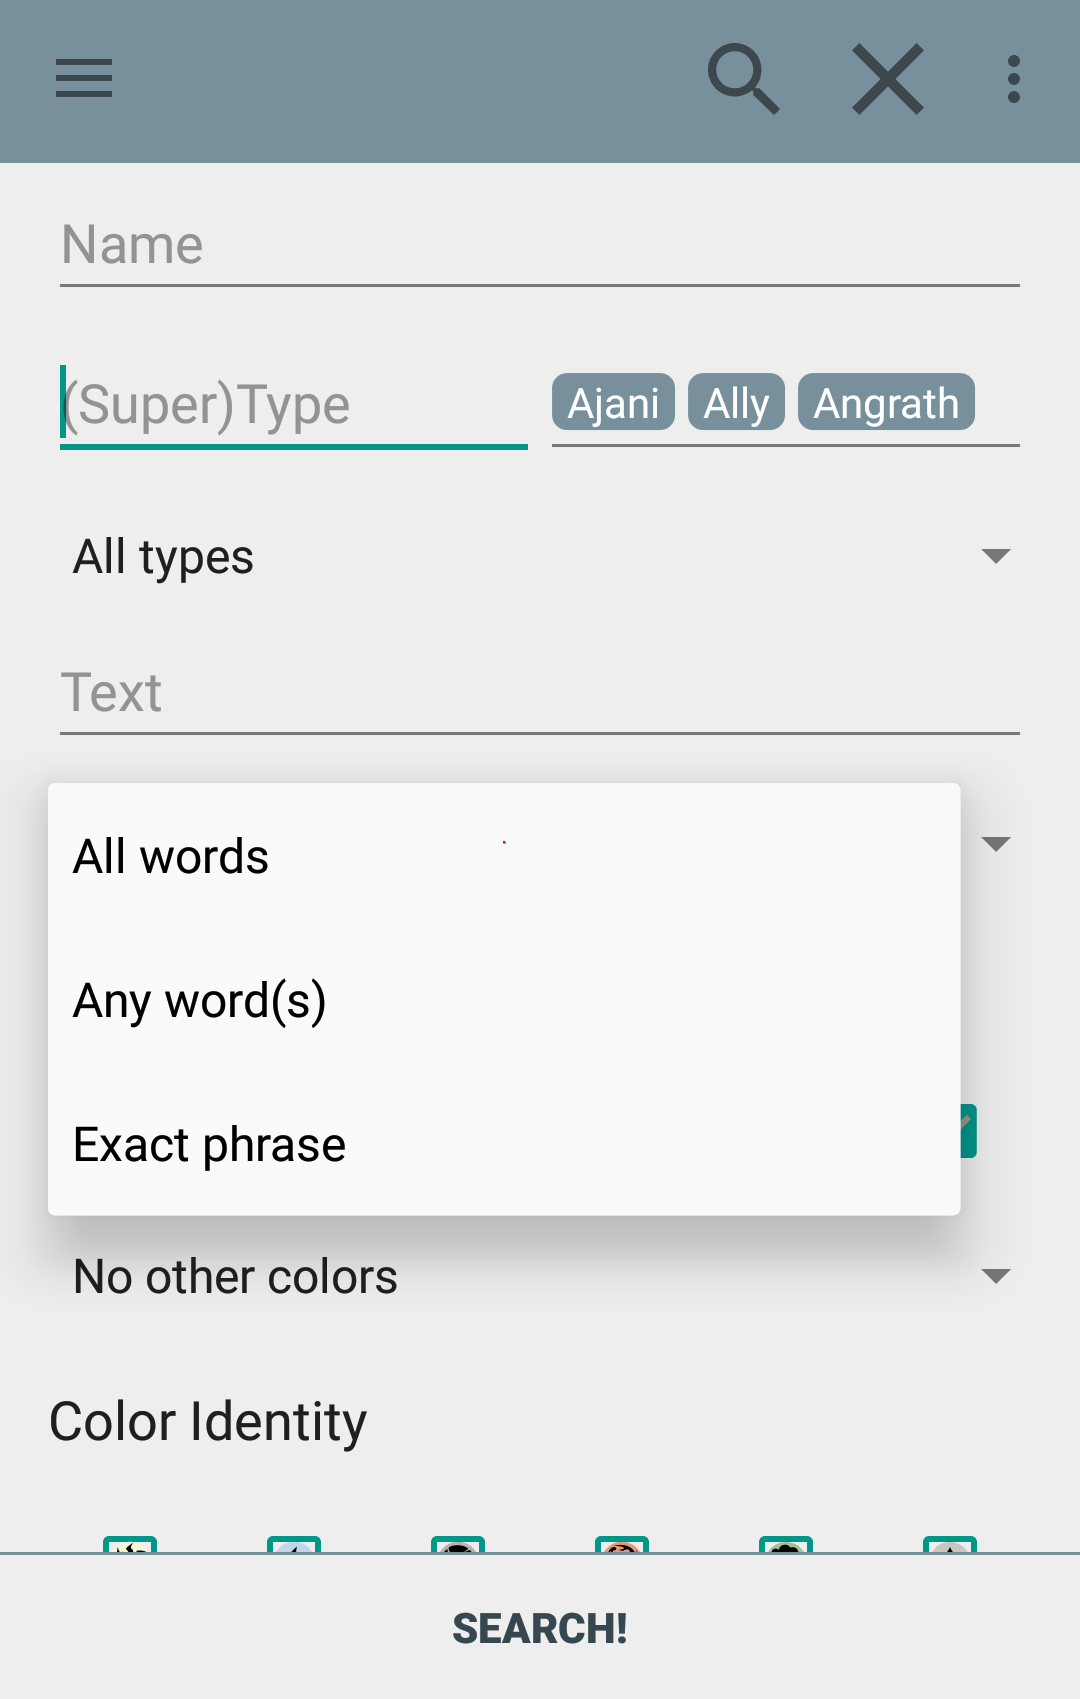 Name
(Super)Type Ajani Ally Angrath
All types
Text
All words
Any word(s)
Exact phrase
No other colors
Color Identity
SEARCH!